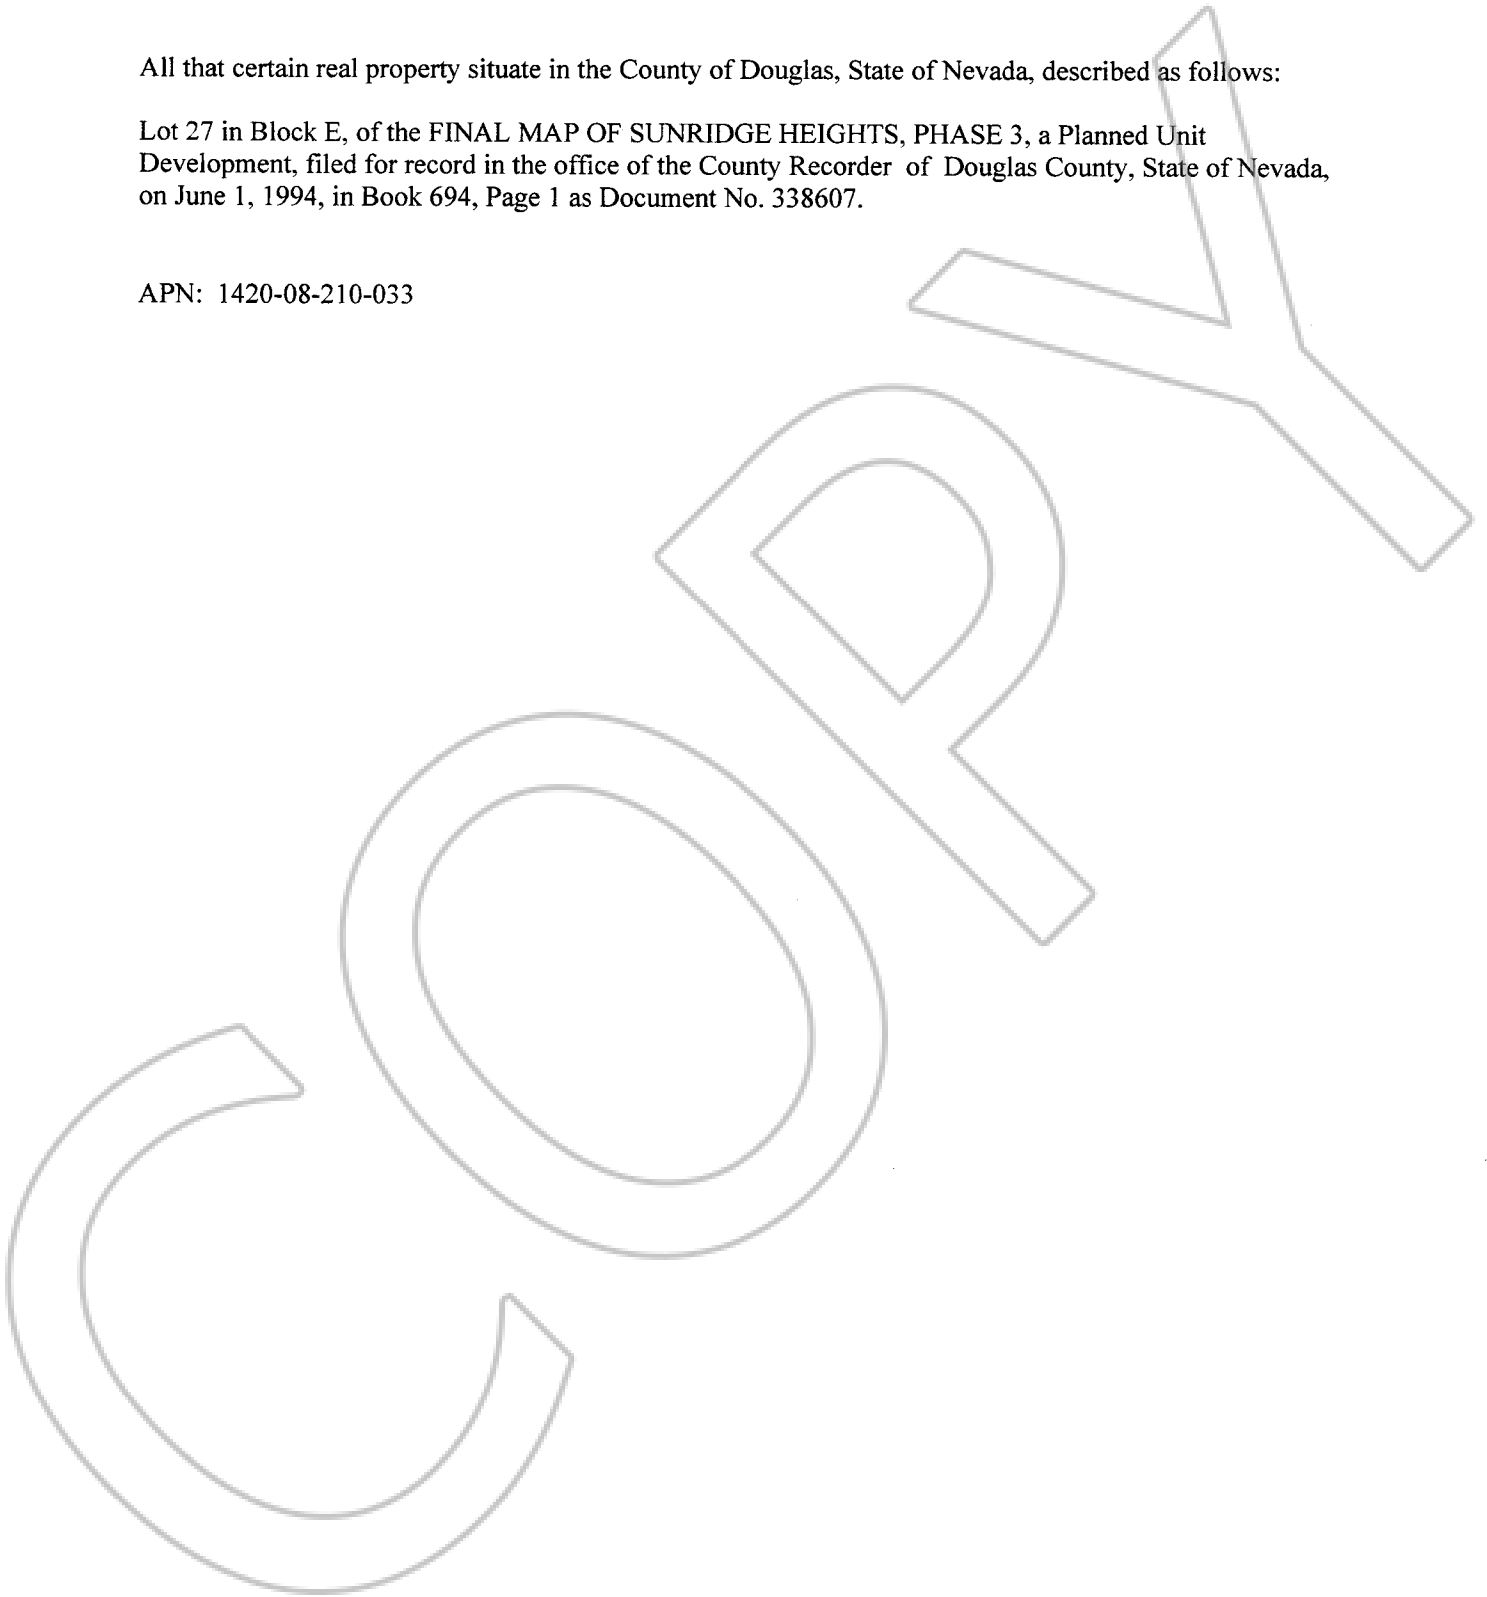 All that certain real property situate in the County of Douglas, State of Nevada, described as follows:
Lot 27 in Block E, of the FINAL MAP OF SUNRIDGE HEIGHTS, PHASE 3, a Planned Unit
Development, filed for record in the office of the County Recorder of Douglas County, State of Nevada,
on June 1, 1994, in Book 694, Page 1 as Document No. 338607.
APN: 1420-08-210-033
COPY